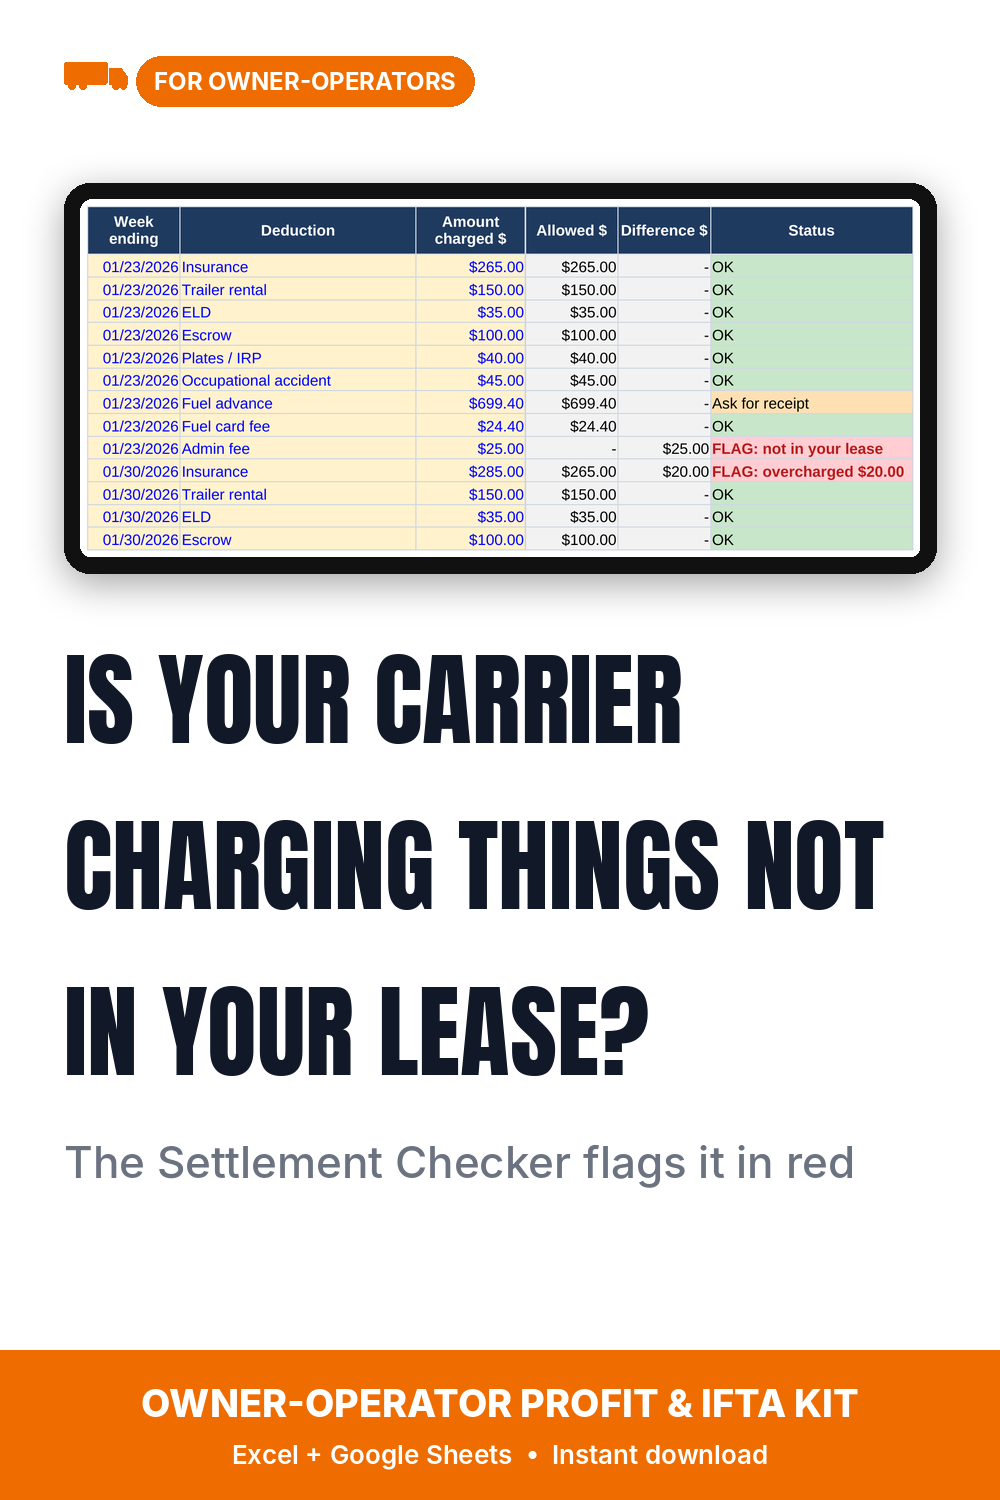 FOR OWNER-OPERATORS
Week ending Deduction Amount charged $ Allowed $ Difference $ Status
01/23/2026 Insurance $265.00 $265.00 - OK
01/23/2026 Trailer rental $150.00 $150.00 - OK
01/23/2026 ELD $35.00 $35.00 - OK
01/23/2026 Escrow $100.00 $100.00 - OK
01/23/2026 Plates / IRP $40.00 $40.00 - OK
01/23/2026 Occupational accident $45.00 $45.00 - OK
01/23/2026 Fuel advance $699.40 $699.40 - Ask for receipt
01/23/2026 Fuel card fee $24.40 $24.40 - OK
01/23/2026 Admin fee $25.00 - $25.00 FLAG: not in your lease
01/30/2026 Insurance $285.00 $265.00 $20.00 FLAG: overcharged $20.00
01/30/2026 Trailer rental $150.00 $150.00 - OK
01/30/2026 ELD $35.00 $35.00 - OK
01/30/2026 Escrow $100.00 $100.00 - OK
IS YOUR CARRIER
CHARGING THINGS NOT
IN YOUR LEASE?
The Settlement Checker flags it in red
OWNER-OPERATOR PROFIT & IFTA KIT
Excel + Google Sheets • Instant download